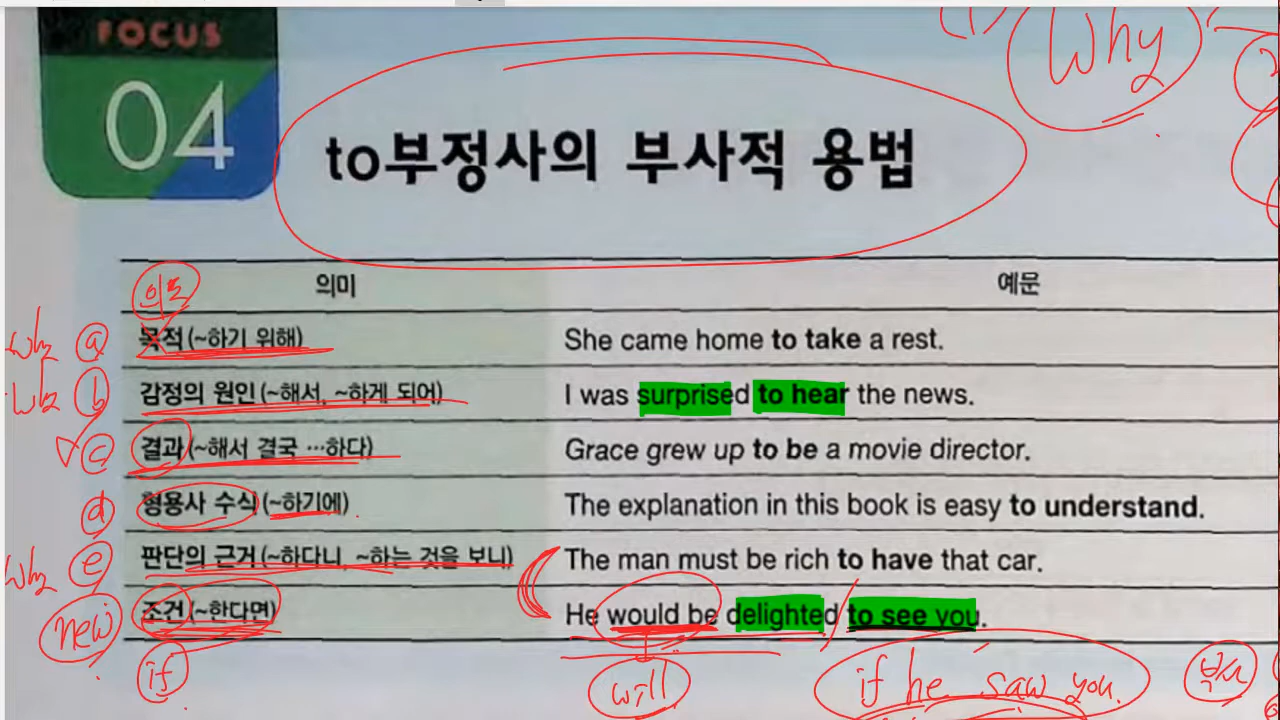 FOCUS
04
(1) Why
to부정사의 부사적 용법
의도
의미 예문
why ⓐ 목적(~하기 위해) She came home to take a rest.
why ⓑ 감정의 원인(~해서, ~하게 되어) I was surprised to hear the news.
ⓒ 결과(~해서 결국 …하다) Grace grew up to be a movie director.
ⓓ 형용사 수식(~하기에) The explanation in this book is easy to understand.
why ⓔ 판단의 근거(~하다니, ~하는 것을 보니) The man must be rich to have that car.
new 조건(~한다면) He would be delighted to see you.
if will if he saw you. 부사